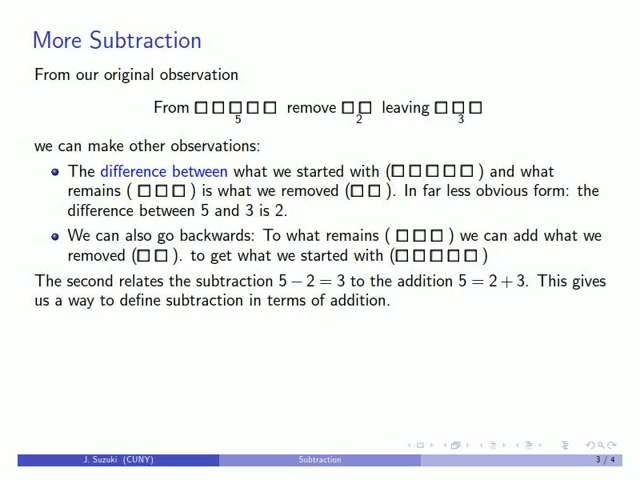 More Subtraction
From our original observation
From □ □ □ □ □ remove □ □ leaving □ □ □
5 2 3
we can make other observations:
• The difference between what we started with (□ □ □ □ □ ) and what
remains ( □ □ □ ) is what we removed (□ □ ). In far less obvious form: the
difference between 5 and 3 is 2.
• We can also go backwards: To what remains ( □ □ □ ) we can add what we
removed (□ □ ). to get what we started with (□ □ □ □ □ )
The second relates the subtraction 5 − 2 = 3 to the addition 5 = 2 + 3. This gives
us a way to define subtraction in terms of addition.
J. Suzuki (CUNY) Subtraction 3 / 4